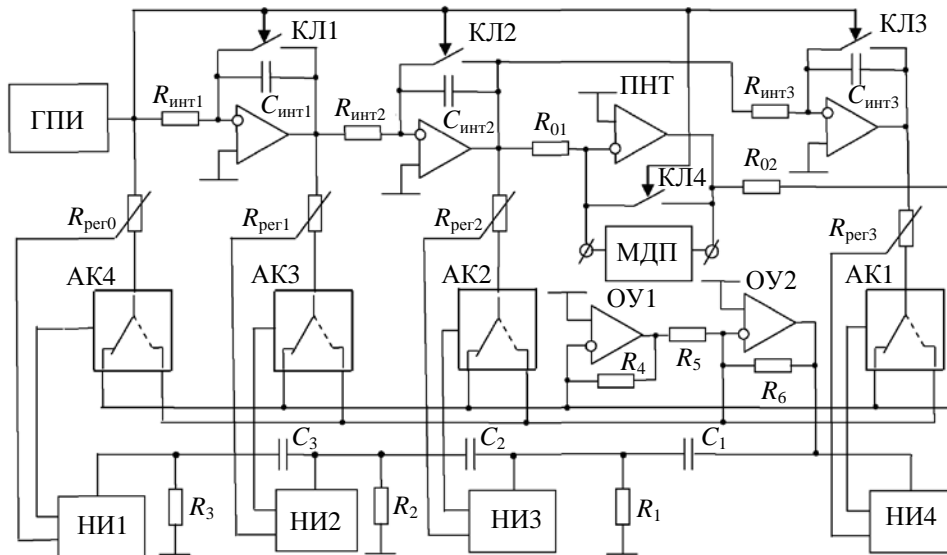 КЛ1
КЛ2
КЛ3
ГПИ
Rинт1
Cинт1
Rинт2
Cинт2
R01
ПНТ
Rинт3
Cинт3
R02
КЛ4
Rрег0
Rрег1
Rрег2
МДП
Rрег3
АК4
АК3
АК2
ОУ1
ОУ2
АК1
R4
R5
R6
C3
C2
C1
НИ1
R3
НИ2
R2
НИ3
R1
НИ4